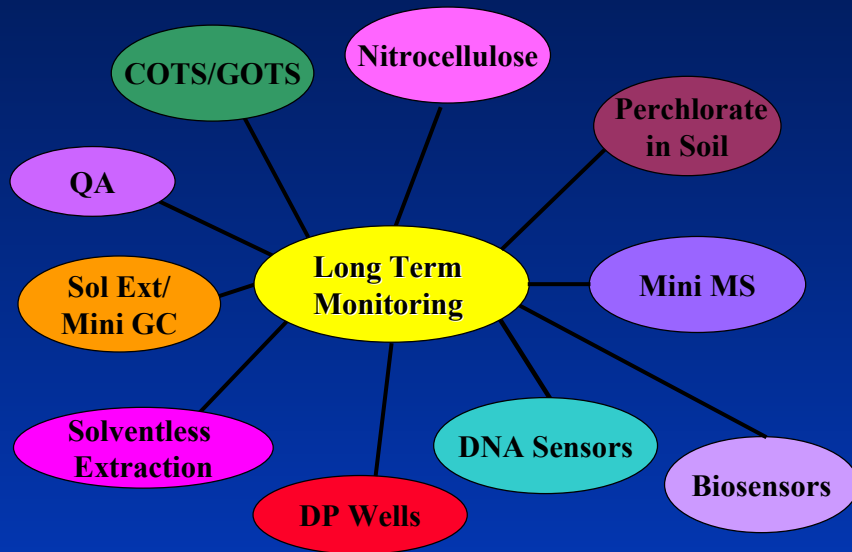 Nitrocellulose
COTS/GOTS
Perchlorate
in Soil
QA
Long Term
Monitoring
Sol Ext/
Mini GC
Mini MS
Solventless
Extraction
DNA Sensors
Biosensors
DP Wells